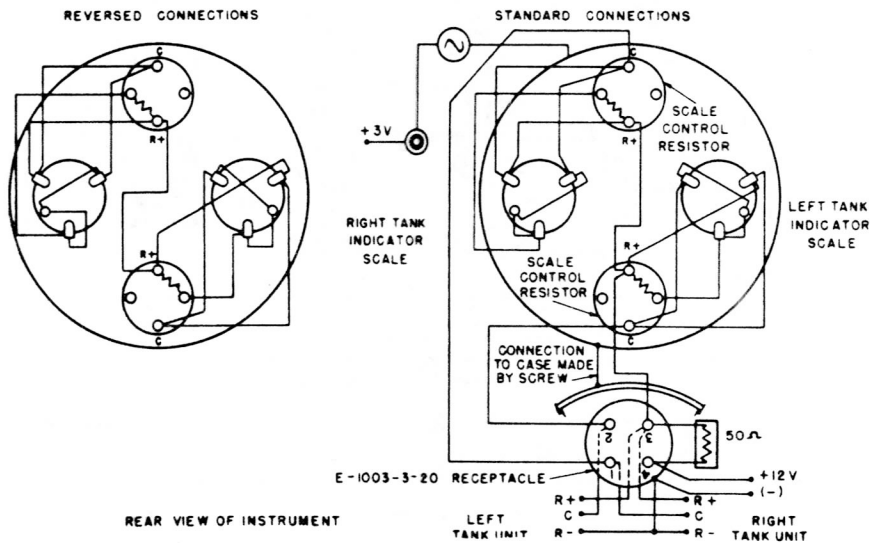 REVERSED CONNECTIONS
STANDARD CONNECTIONS
C
R+
R+
C
+3V
C
R+
SCALE
CONTROL
RESISTOR
RIGHT TANK
INDICATOR
SCALE
LEFT TANK
INDICATOR
SCALE
R+
SCALE
CONTROL
RESISTOR
C
CONNECTION
TO CASE MADE
BY SCREW
2
3
1
4
50Ω
E-1003-3-20 RECEPTACLE
+12V
(-)
R+
C
R-
R+
C
R-
LEFT
TANK UNIT
RIGHT
TANK UNIT
REAR VIEW OF INSTRUMENT